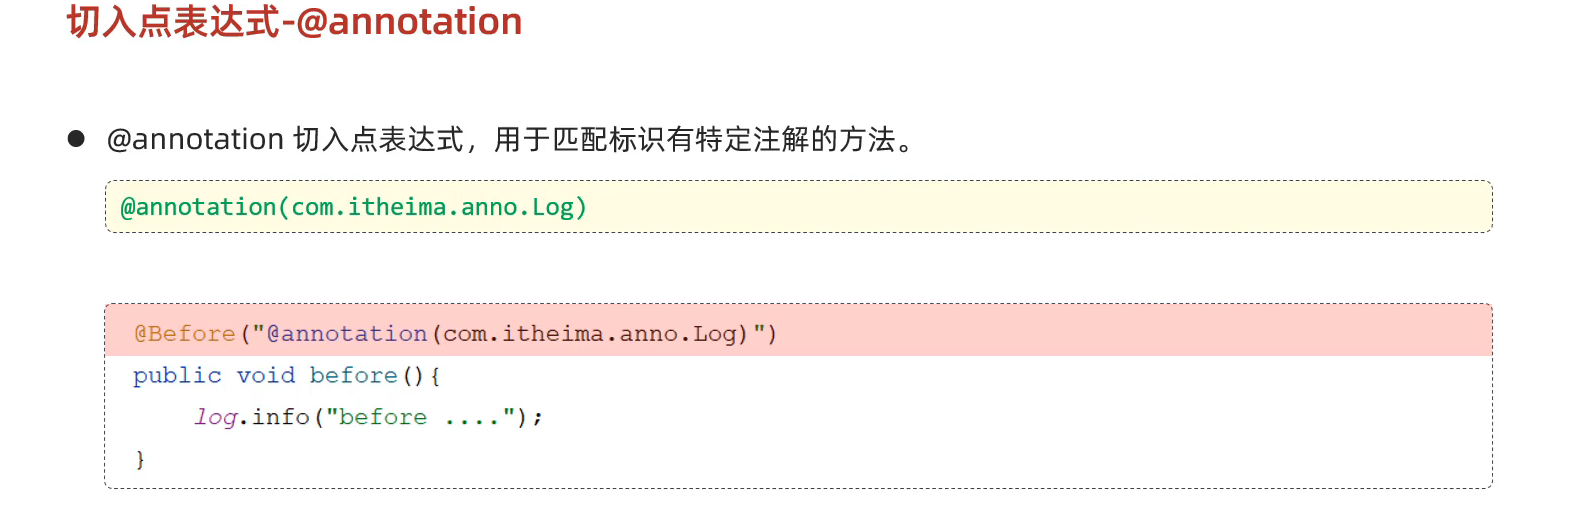 切入点表达式-@annotation
● @annotation 切入点表达式，用于匹配标识有特定注解的方法。
@annotation(com.itheima.anno.Log)
@Before("@annotation(com.itheima.anno.Log)")
public void before(){
    log.info("before ....");
}